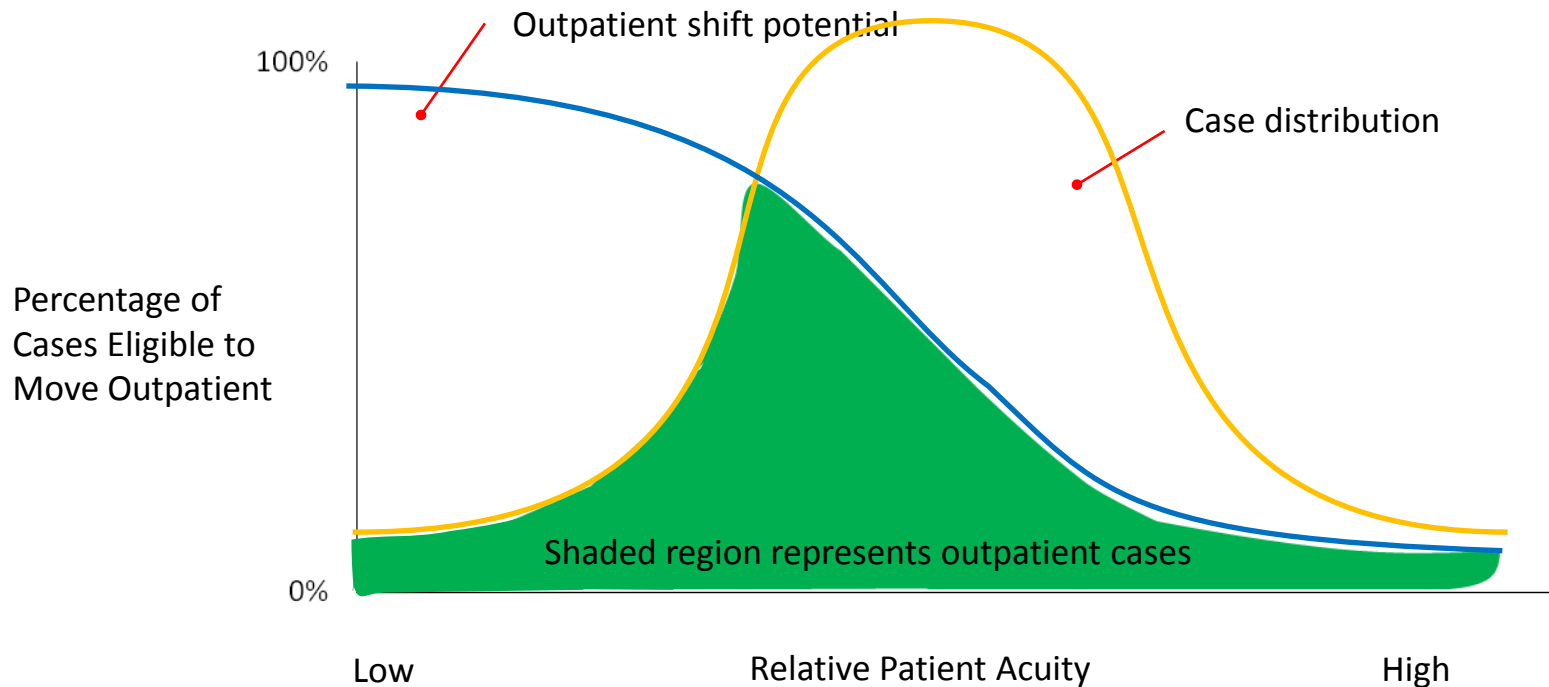 Outpatient shift potential
100%
Case distribution
Percentage of
Cases Eligible to
Move Outpatient
Shaded region represents outpatient cases
0%
Low
Relative Patient Acuity
High